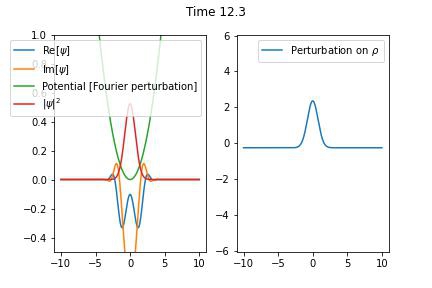 Time 12.3
1.0
0.8
0.6
0.4
0.2
0.0
−0.2
−0.4
Re[ψ]
Im[ψ]
Potential [Fourier perturbation]
|ψ|²
−10 −5 0 5 10
6
4
2
0
−2
−4
−6
Perturbation on ρ
−10 −5 0 5 10